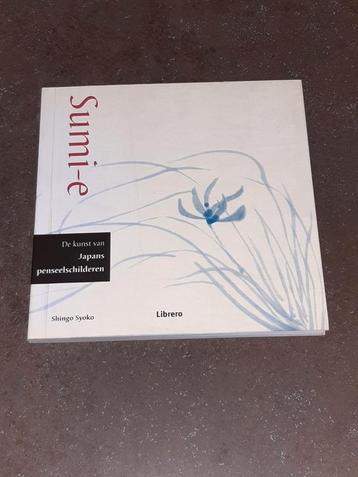 Sumi-e
De kunst van
Japans
penseelschilderen
Shingo Syoko
Librero